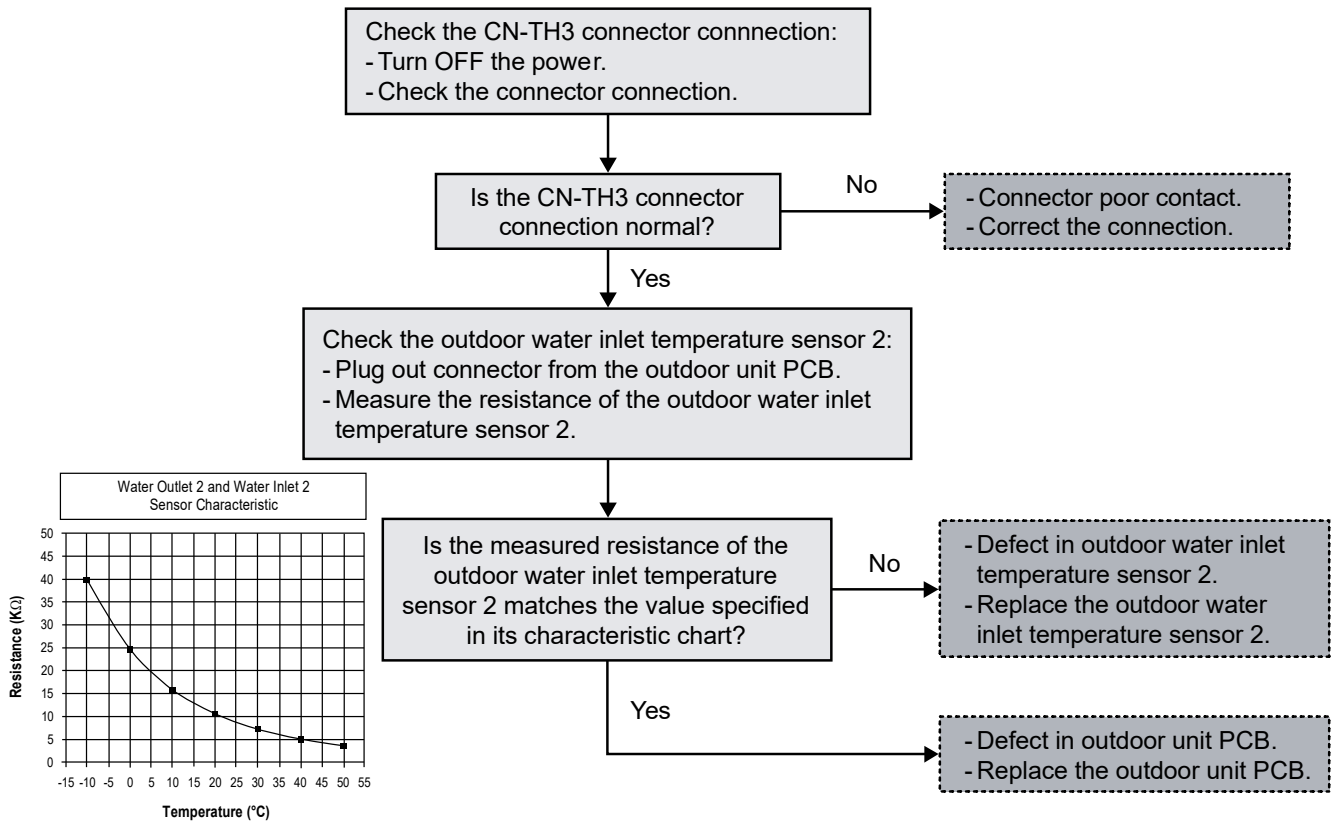 Check the CN-TH3 connector connnection:
- Turn OFF the power.
- Check the connector connection.
Is the CN-TH3 connector
connection normal?
No
- Connector poor contact.
- Correct the connection.
Yes
Check the outdoor water inlet temperature sensor 2:
- Plug out connector from the outdoor unit PCB.
- Measure the resistance of the outdoor water inlet
temperature sensor 2.
Water Outlet 2 and Water Inlet 2
Sensor Characteristic
50
45
40
35
30
25
20
15
10
5
0
Resistance (KΩ)
-15 -10 -5 0 5 10 15 20 25 30 35 40 45 50 55
Temperature (°C)
Is the measured resistance of the
outdoor water inlet temperature
sensor 2 matches the value specified
in its characteristic chart?
No
- Defect in outdoor water inlet
temperature sensor 2.
- Replace the outdoor water
inlet temperature sensor 2.
Yes
- Defect in outdoor unit PCB.
- Replace the outdoor unit PCB.